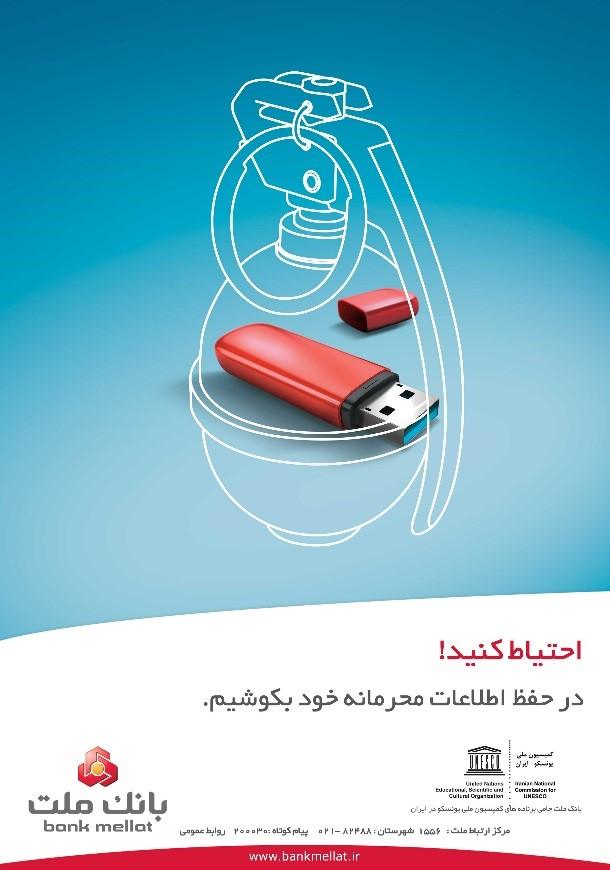 احتیاط کنید!
در حفظ اطلاعات محرمانه خود بکوشیم.
UNESCO
United Nations
Educational, Scientific and
Cultural Organization
کمیسیون ملی
یونسکو - ایران
Iranian National
Commission for
UNESCO
بانک ملت حامی برنامه های کمیسیون ملی یونسکو در ایران
بانک ملت
bank mellat
مرکز ارتباط ملت : ۱۵۵۶ شهرستان : ۸۲۴۸۸ -۰۲۱ پیام کوتاه :۲۰۰۰۳۰ روابط عمومی
www.bankmellat.ir